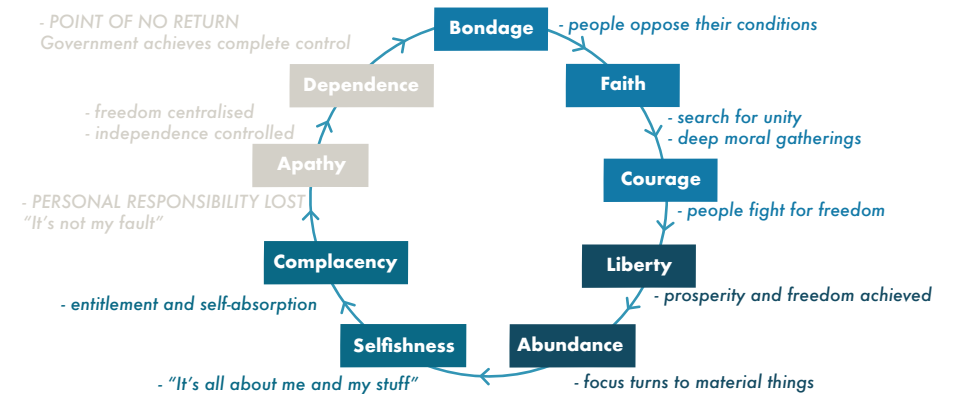 Bondage
- people oppose their conditions
Faith
- search for unity
- deep moral gatherings
Courage
- people fight for freedom
Liberty
- prosperity and freedom achieved
Abundance
- focus turns to material things
Selfishness
- “It’s all about me and my stuff”
- entitlement and self-absorption
Complacency
- PERSONAL RESPONSIBILITY LOST
“It’s not my fault”
Apathy
- freedom centralised
- independence controlled
Dependence
- POINT OF NO RETURN
Government achieves complete control